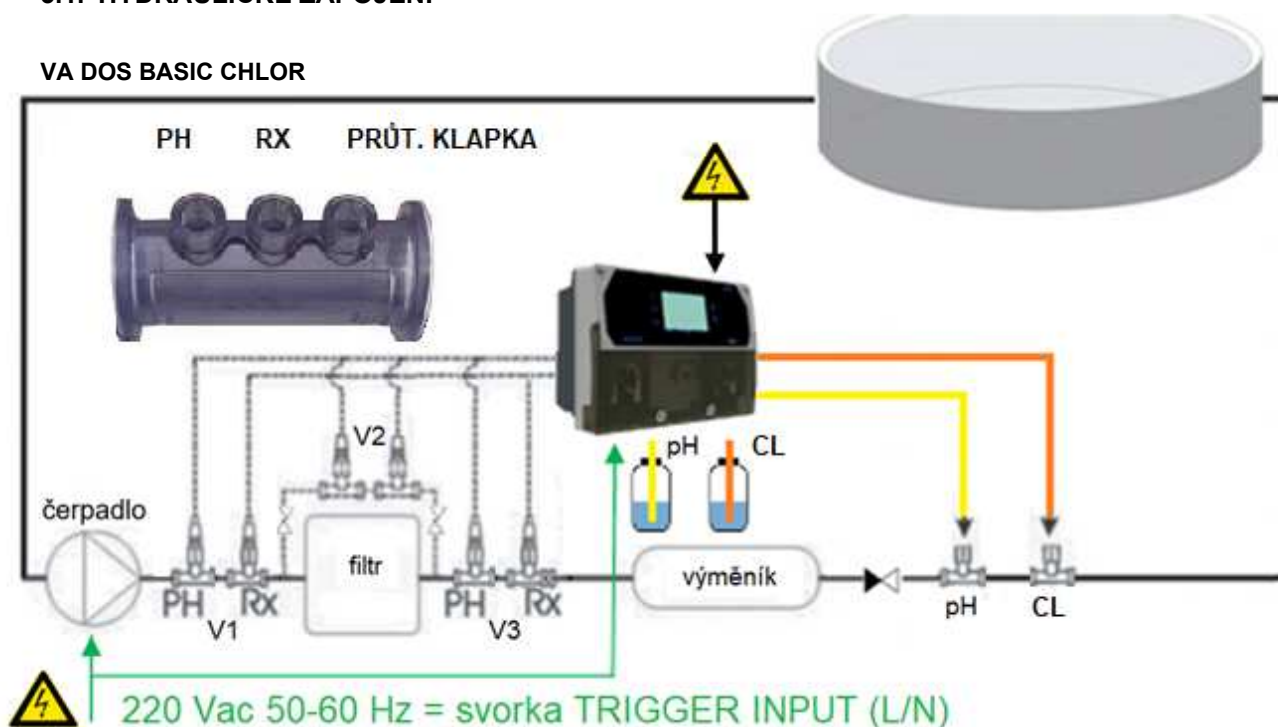 VA DOS BASIC CHLOR
PH RX PRŮT. KLAPKA
V2
pH CL
čerpadlo
filtr
výměník
PH Rx PH Rx pH CL
V1 V3
220 Vac 50-60 Hz = svorka TRIGGER INPUT (L/N)